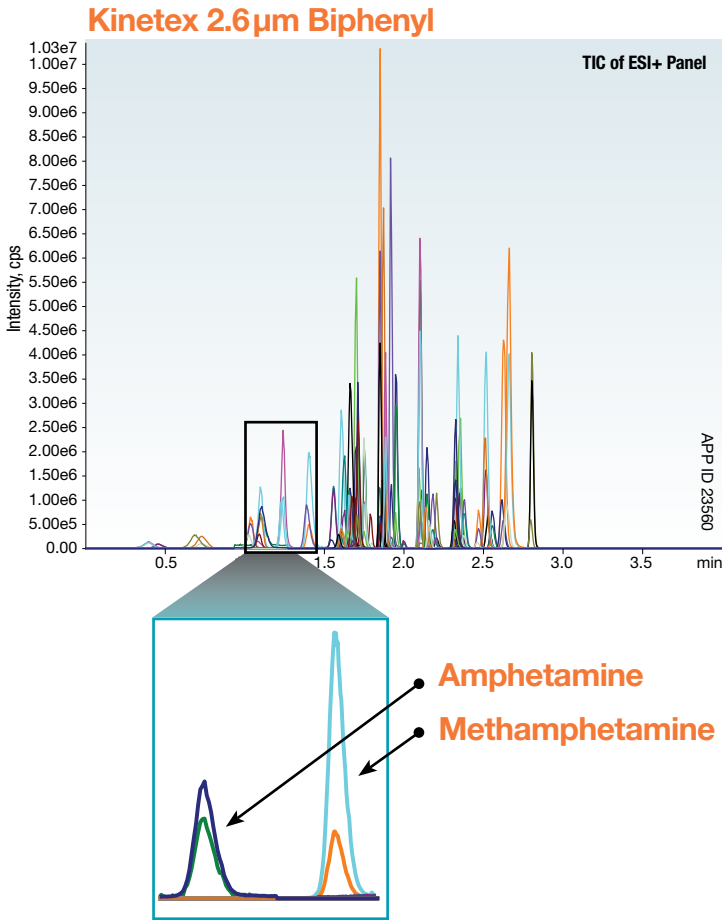 Kinetex 2.6 µm Biphenyl
TIC of ESI+ Panel
Intensity, cps
1.03e7
1.00e7
9.50e6
9.00e6
8.50e6
8.00e6
7.50e6
7.00e6
6.50e6
6.00e6
5.50e6
5.00e6
4.50e6
4.00e6
3.50e6
3.00e6
2.50e6
2.00e6
1.50e6
1.00e6
5.00e5
0.00
0.5 1.5 2.0 2.5 3.0 3.5 min
APP ID 23560
Amphetamine
Methamphetamine